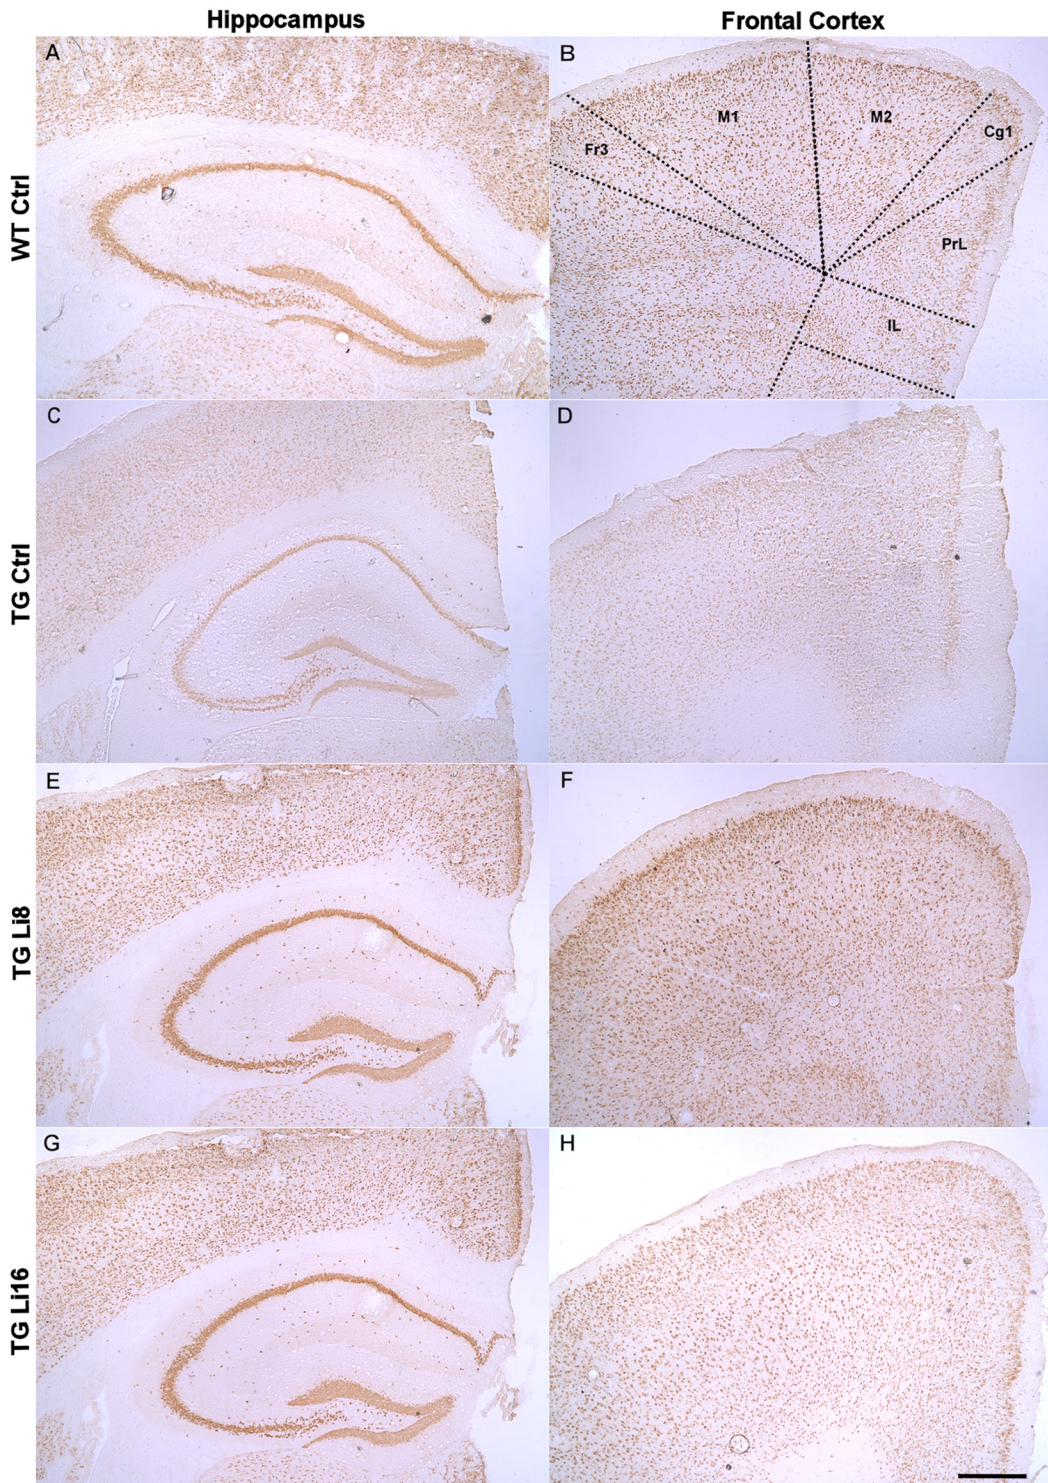 Hippocampus
Frontal Cortex
WT Ctrl
A
B
M1
M2
Cg1
Fr3
PrL
IL
TG Ctrl
C
D
TG Li8
E
F
TG Li16
G
H